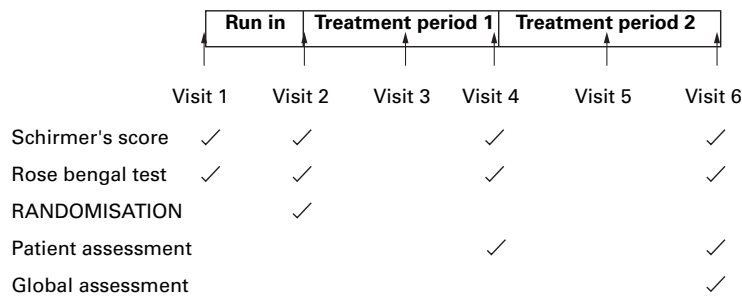 Run in Treatment period 1 Treatment period 2
Visit 1 Visit 2 Visit 3 Visit 4 Visit 5 Visit 6
Schirmer's score ✓ ✓ ✓ ✓
Rose bengal test ✓ ✓ ✓ ✓
RANDOMISATION ✓
Patient assessment ✓ ✓
Global assessment ✓